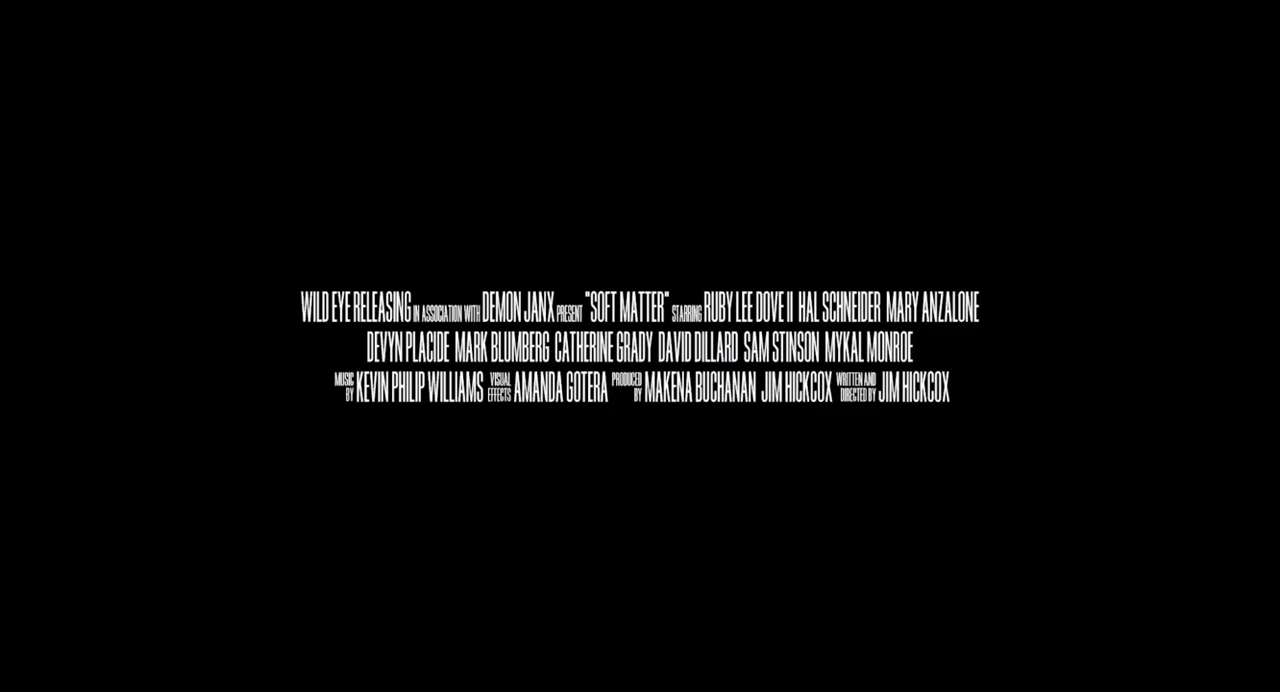 WILD EYE RELEASING IN ASSOCIATION WITH DEMON JANX PRESENT "SOFT MATTER" STARRING RUBY LEE DOVE II HAL SCHNEIDER MARY ANZALONE
DEVYN PLACIDE MARK BLUMBERG CATHERINE GRADY DAVID DILLARD SAM STINSON MYKAL MONROE
MUSIC BY KEVIN PHILIP WILLIAMS VISUAL EFFECTS AMANDA GOTERA PRODUCED BY MAKENA BUCHANAN JIM HICKCOX WRITTEN AND DIRECTED BY JIM HICKCOX